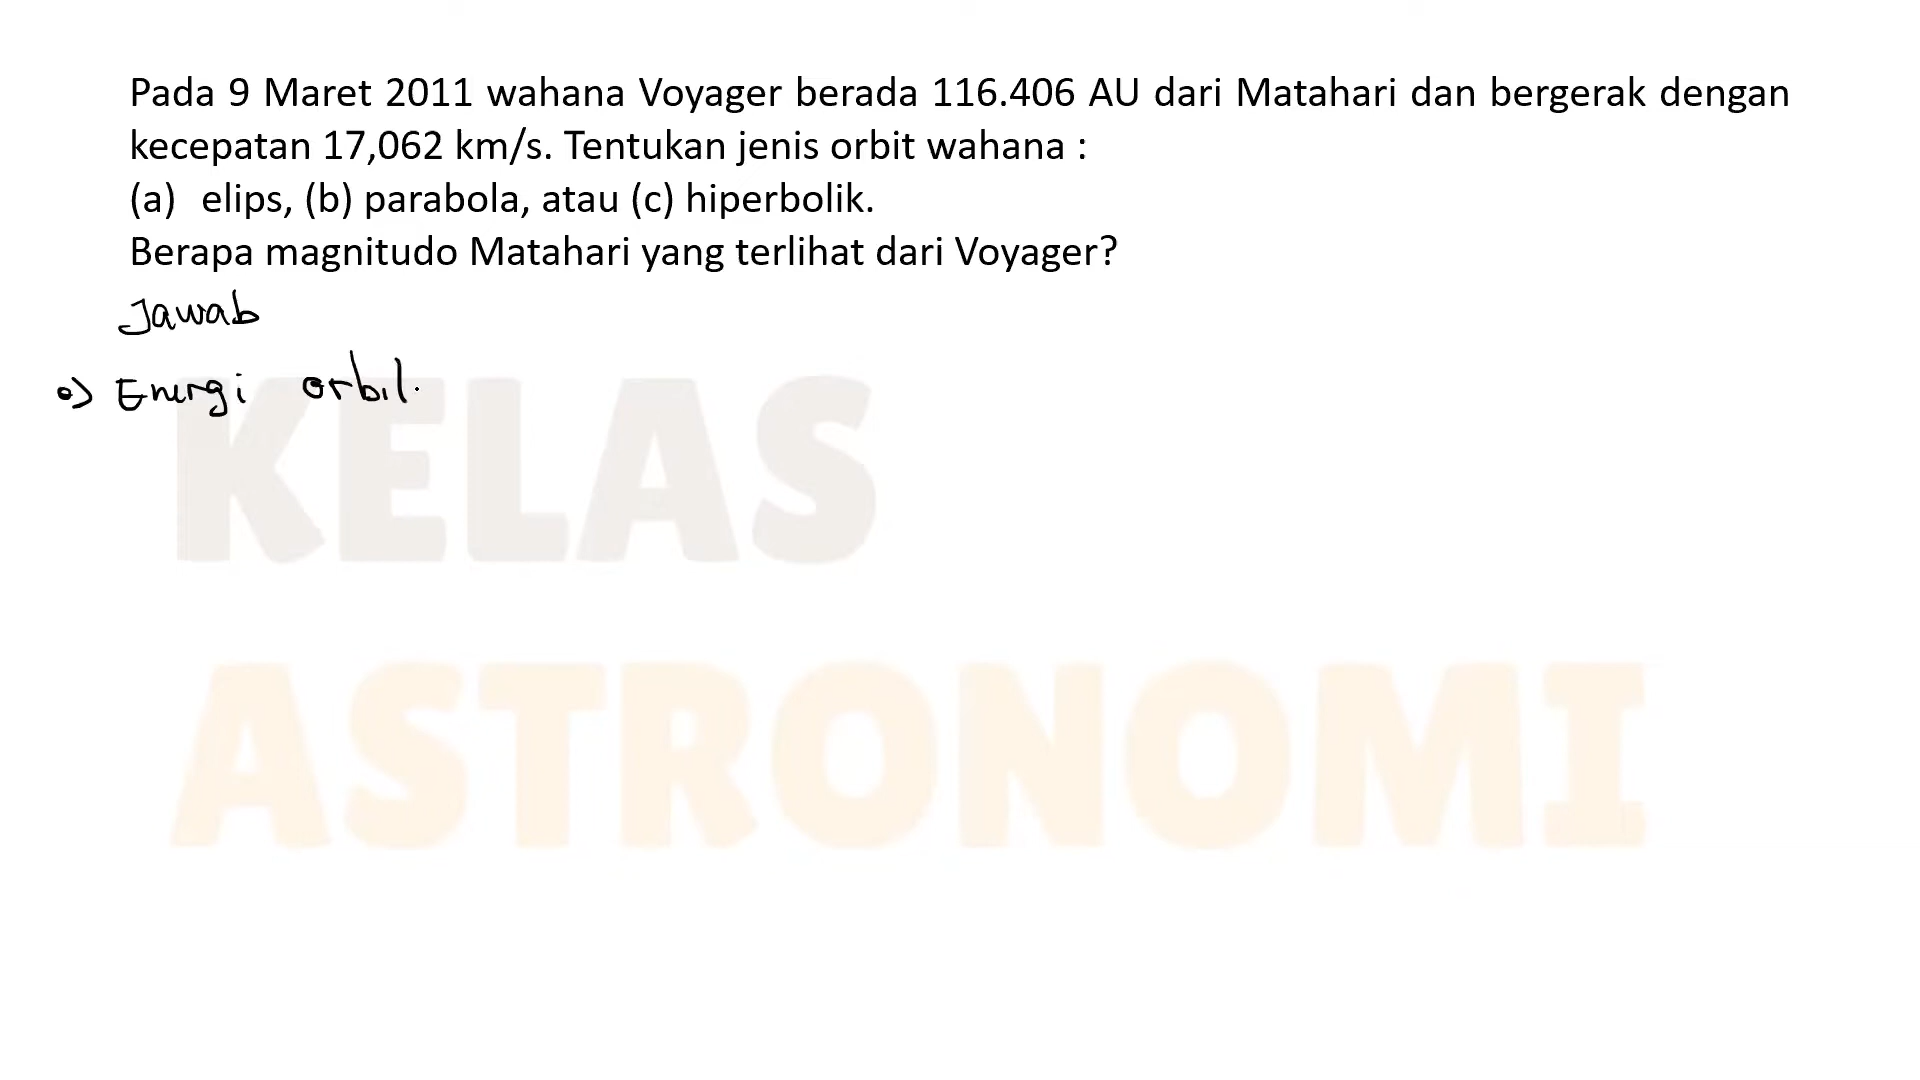 Pada 9 Maret 2011 wahana Voyager berada 116.406 AU dari Matahari dan bergerak dengan
kecepatan 17,062 km/s. Tentukan jenis orbit wahana :
(a) elips, (b) parabola, atau (c) hiperbolik.
Berapa magnitudo Matahari yang terlihat dari Voyager?
Jawab
•) Energi orbit
KELAS
ASTRONOMI